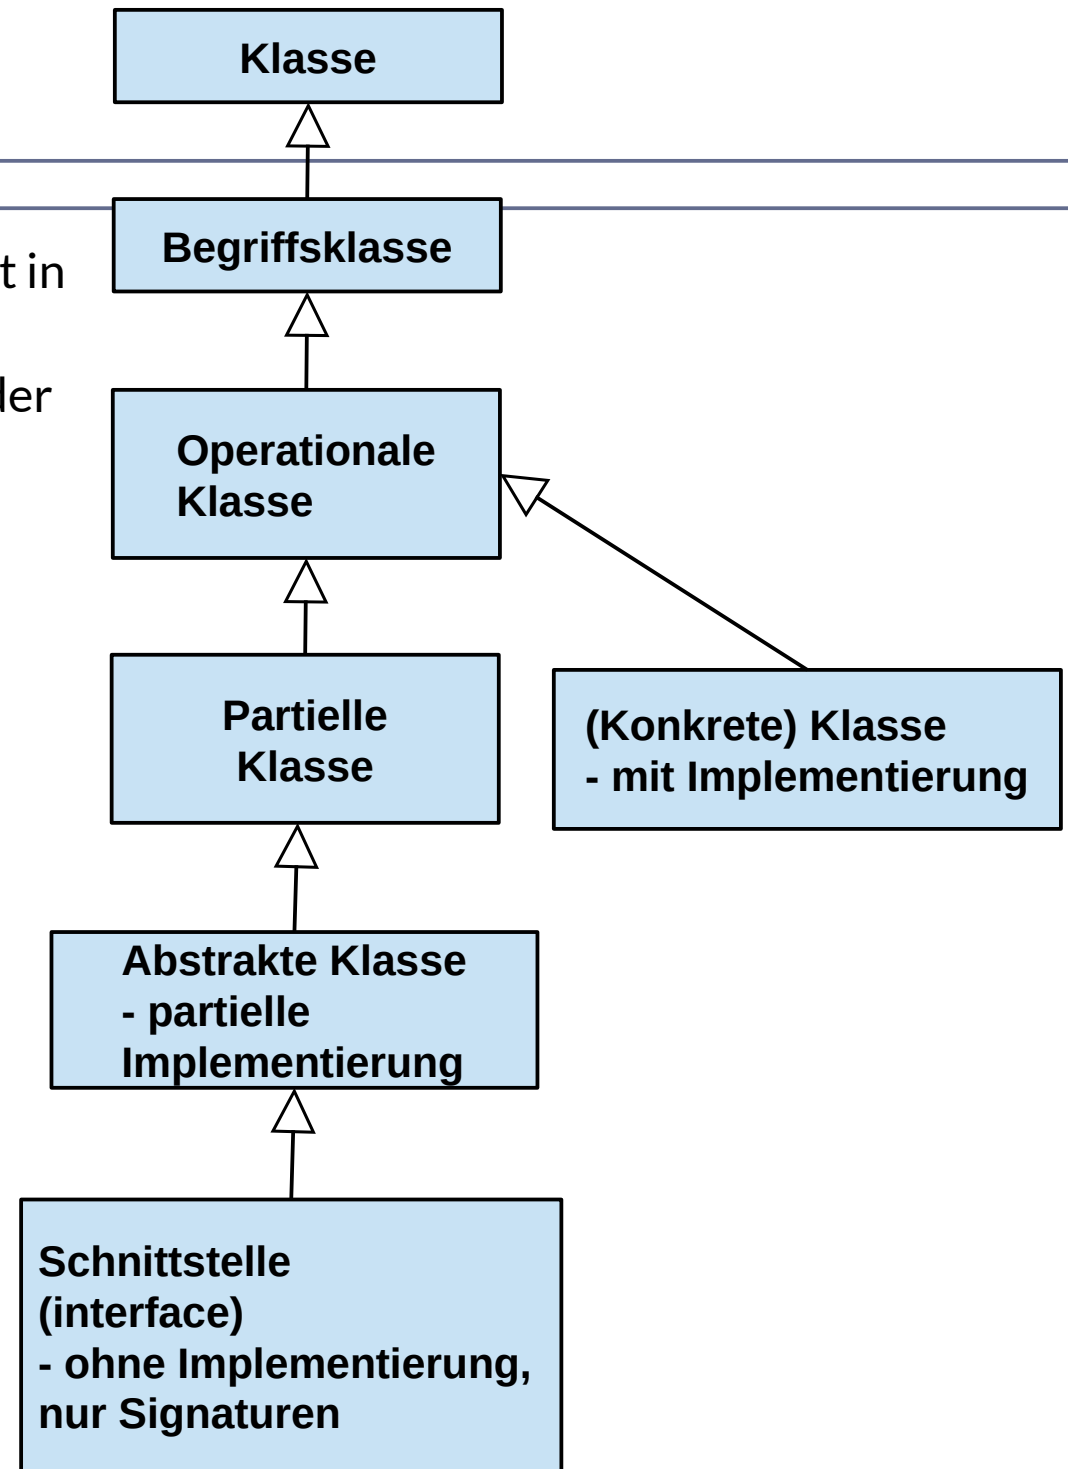 Klasse
Begriffsklasse
t in
der
Operationale
Klasse
Partielle
Klasse
(Konkrete) Klasse
- mit Implementierung
Abstrakte Klasse
- partielle
Implementierung
Schnittstelle
(interface)
- ohne Implementierung,
nur Signaturen